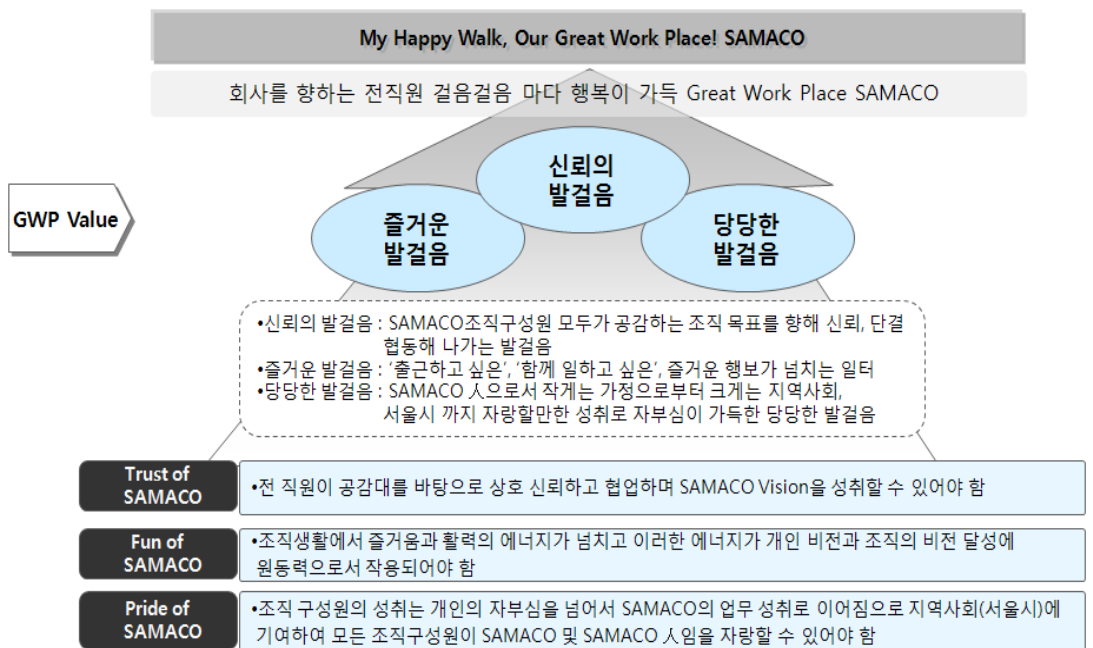 My Happy Walk, Our Great Work Place! SAMACO
회사를 향하는 전직원 걸음걸음 마다 행복이 가득 Great Work Place SAMACO
GWP Value
신뢰의
발걸음
즐거운
발걸음
당당한
발걸음
•신뢰의 발걸음 : SAMACO조직구성원 모두가 공감하는 조직 목표를 향해 신뢰, 단결
협동해 나가는 발걸음
•즐거운 발걸음 : '출근하고 싶은', '함께 일하고 싶은', 즐거운 행보가 넘치는 일터
•당당한 발걸음 : SAMACO 人으로서 작게는 가정으로부터 크게는 지역사회,
서울시 까지 자랑할만한 성취로 자부심이 가득한 당당한 발걸음
Trust of
SAMACO
•전 직원이 공감대를 바탕으로 상호 신뢰하고 협업하며 SAMACO Vision을 성취할 수 있어야 함
Fun of
SAMACO
•조직생활에서 즐거움과 활력의 에너지가 넘치고 이러한 에너지가 개인 비전과 조직의 비전 달성에
원동력으로서 작용되어야 함
Pride of
SAMACO
•조직 구성원의 성취는 개인의 자부심을 넘어서 SAMACO의 업무 성취로 이어짐으로 지역사회(서울시)에
기여하여 모든 조직구성원이 SAMACO 및 SAMACO 人임을 자랑할 수 있어야 함